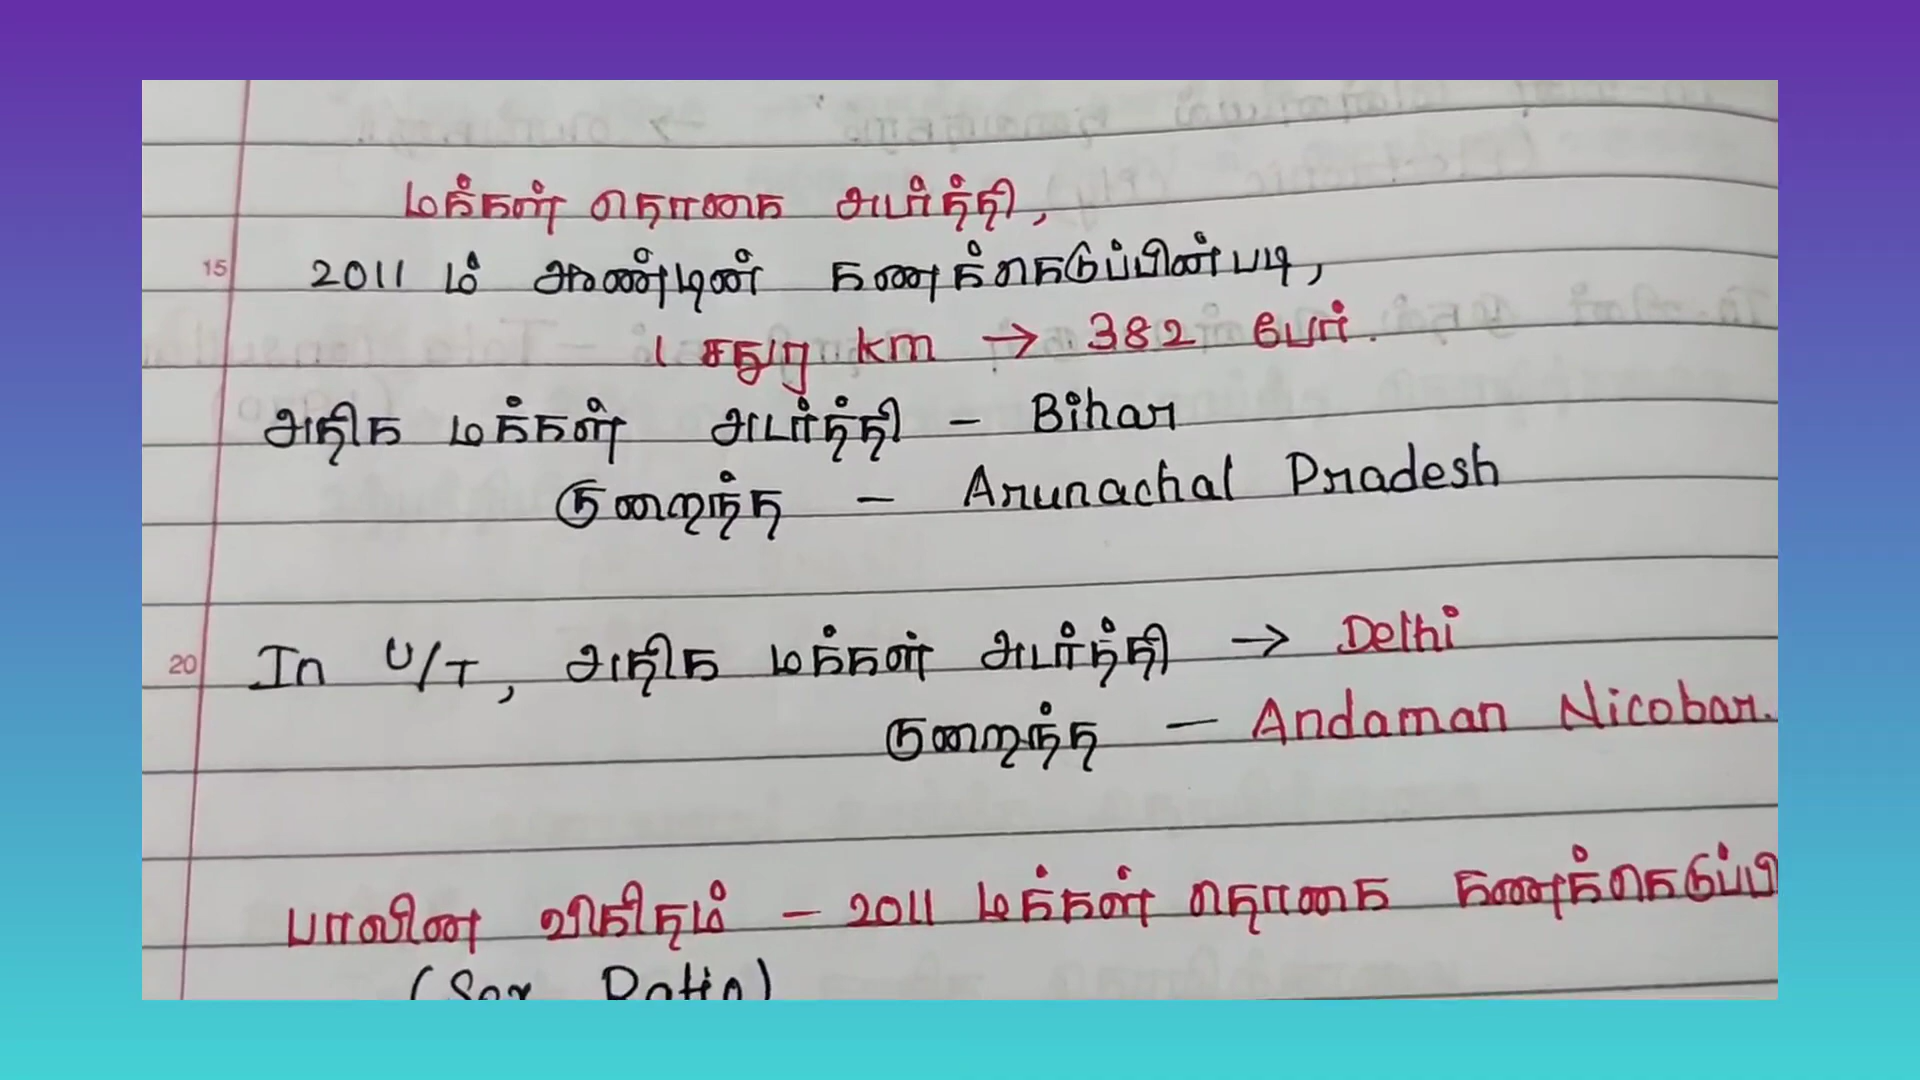 மக்கள் தொகை அடர்த்தி,
15 2011 ம் ஆண்டின் கணக்கெடுப்பின் படி,
1 சதுர km → 382 பேர்.
அதிக மக்கள் அடர்த்தி - Bihar
குறைந்த - Arunachal Pradesh
20 In U/T, அதிக மக்கள் அடர்த்தி → Delhi
குறைந்த - Andaman Nicobar.
பாலின விகிதம் - 2011 மக்கள் தொகை கணக்கெடுப்பி
(Sex Ratio)